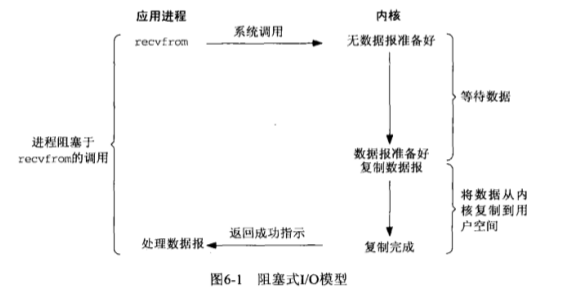 应用进程
内核
recvfrom
系统调用
无数据报准备好
等待数据
进程阻塞于
recvfrom的调用
数据报准备好
复制数据报
将数据从内
核复制到用
户空间
处理数据报
返回成功指示
复制完成
图6-1 阻塞式I/O模型